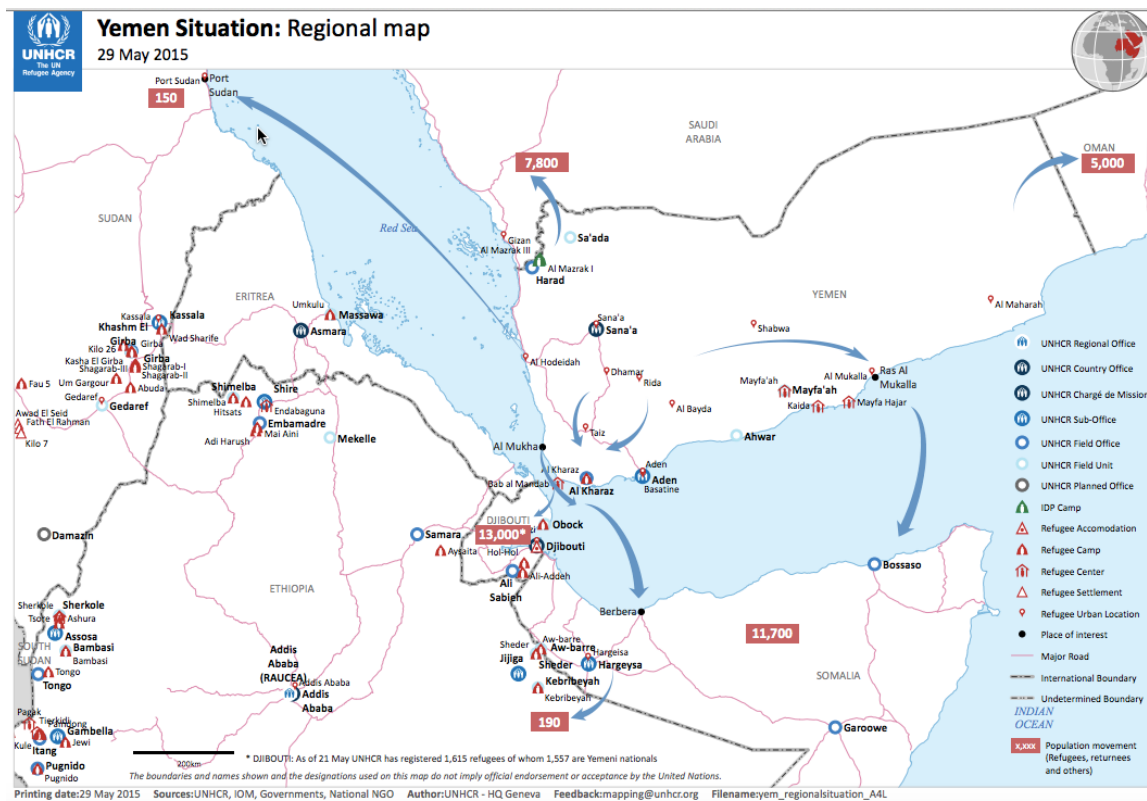 UNHCR
The UN
Refugee Agency
Yemen Situation: Regional map
29 May 2015
Port Sudan
Port
Sudan
150
SAUDI
ARABIA
OMAN
5,000
7,800
SUDAN
Red Sea
Gizan
Al Mazrak III
Sa'ada
Al Mazrak I
Harad
YEMEN
Al Maharah
ERITREA
Umkulu
Massawa
Asmara
Kassala
Kassala
Khashm El
Girba
Wad Sharife
Girba
Kilo 26
Girba
Kasha El Girba
Shagarab-I
Shagarab-III
Shagarab-II
Fau 5
Um Gargour
Abuda
Gedaref
Gedaref
Awad El Seid
Fath El Rahman
Kilo 7
Sana'a
Sana'a
Shabwa
Al Hodeidah
Dhamar
Rida
Al Bayda
Taiz
Mayfa'ah
Mayfa'ah
Kaida
Mayfa Hajar
Al Mukalla
Ras Al
Mukalla
Ahwar
Shimelba
Shimelba
Hitsats
Shire
Endabaguna
Embamadre
Mai Aini
Adi Harush
Mekelle
Al Mukha
Al Kharaz
Bab al Mandab
Al Kharaz
Aden
Aden
Basatine
DJIBOUTI
13,000*
Obock
Djibouti
Hol-Hol
Ali-Addeh
Ali
Sabieh
Samara
Aysaita
Damazin
ETHIOPIA
Bossaso
Berbera
11,700
SOMALIA
Sherkole
Sherkole
Tsore
Ashura
Assosa
Bambasi
Bambasi
SOUTH
SUDAN
Tongo
Tongo
Addis
Ababa
(RAUCEA)
Addis Ababa
Addis
Ababa
Sheder
Aw-barre
Aw-barre
Jijiga
Sheder
Kebribeyah
Kebribeyah
Hargeisa
Hargeysa
190
Garoowe
Pagak
Tierkidi
Gambella
Kule
Itang
Jewi
Pugnido
Pugnido
200km
* DJIBOUTI: As of 21 May UNHCR has registered 1,615 refugees of whom 1,557 are Yemeni nationals
The boundaries and names shown and the designations used on this map do not imply official endorsement or acceptance by the United Nations.
UNHCR Regional Office
UNHCR Country Office
UNHCR Chargé de Mission
UNHCR Sub-Office
UNHCR Field Office
UNHCR Field Unit
UNHCR Planned Office
IDP Camp
Refugee Accomodation
Refugee Camp
Refugee Center
Refugee Settlement
Refugee Urban Location
Place of interest
Major Road
International Boundary
Undetermined Boundary
INDIAN
OCEAN
x,xxx
Population movement
(Refugees, returnees
and others)
Printing date:29 May 2015 Sources:UNHCR, IOM, Governments, National NGO Author:UNHCR - HQ Geneva Feedback:mapping@unhcr.org Filename:yem_regionalsituation_A4L